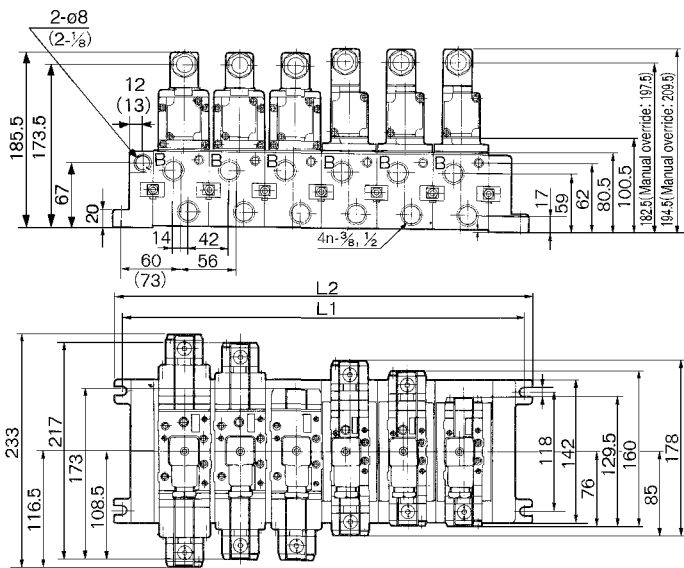 2-ø8
(2-⅛)
12
(13)
185.5
173.5
67
20
B
B
B
B
B
B
14
42
60
(73)
56
4n-⅜, ½
17
59
62
80.5
100.5
182.5(Manual override: 197.5)
194.5(Manual override: 209.5)
L2
L1
233
116.5
217
173
108.5
118
76
142
129.5
160
85
178